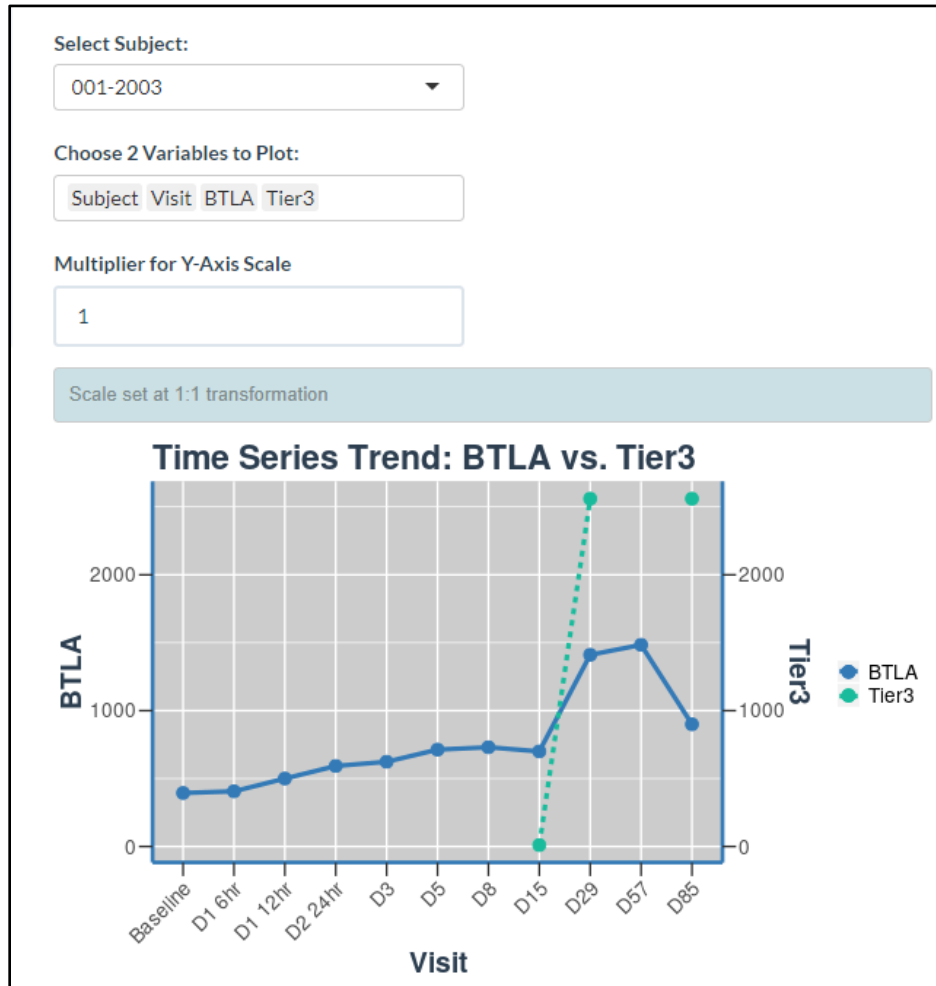 Select Subject:
001-2003
Choose 2 Variables to Plot:
Subject Visit BTLA Tier3
Multiplier for Y-Axis Scale
1
Scale set at 1:1 transformation
Time Series Trend: BTLA vs. Tier3
2000
1000
0
BTLA
2000
1000
0
Tier3
BTLA
Tier3
Baseline
D1 6hr
D1 12hr
D2 24hr
D3
D5
D8
D15
D29
D57
D85
Visit